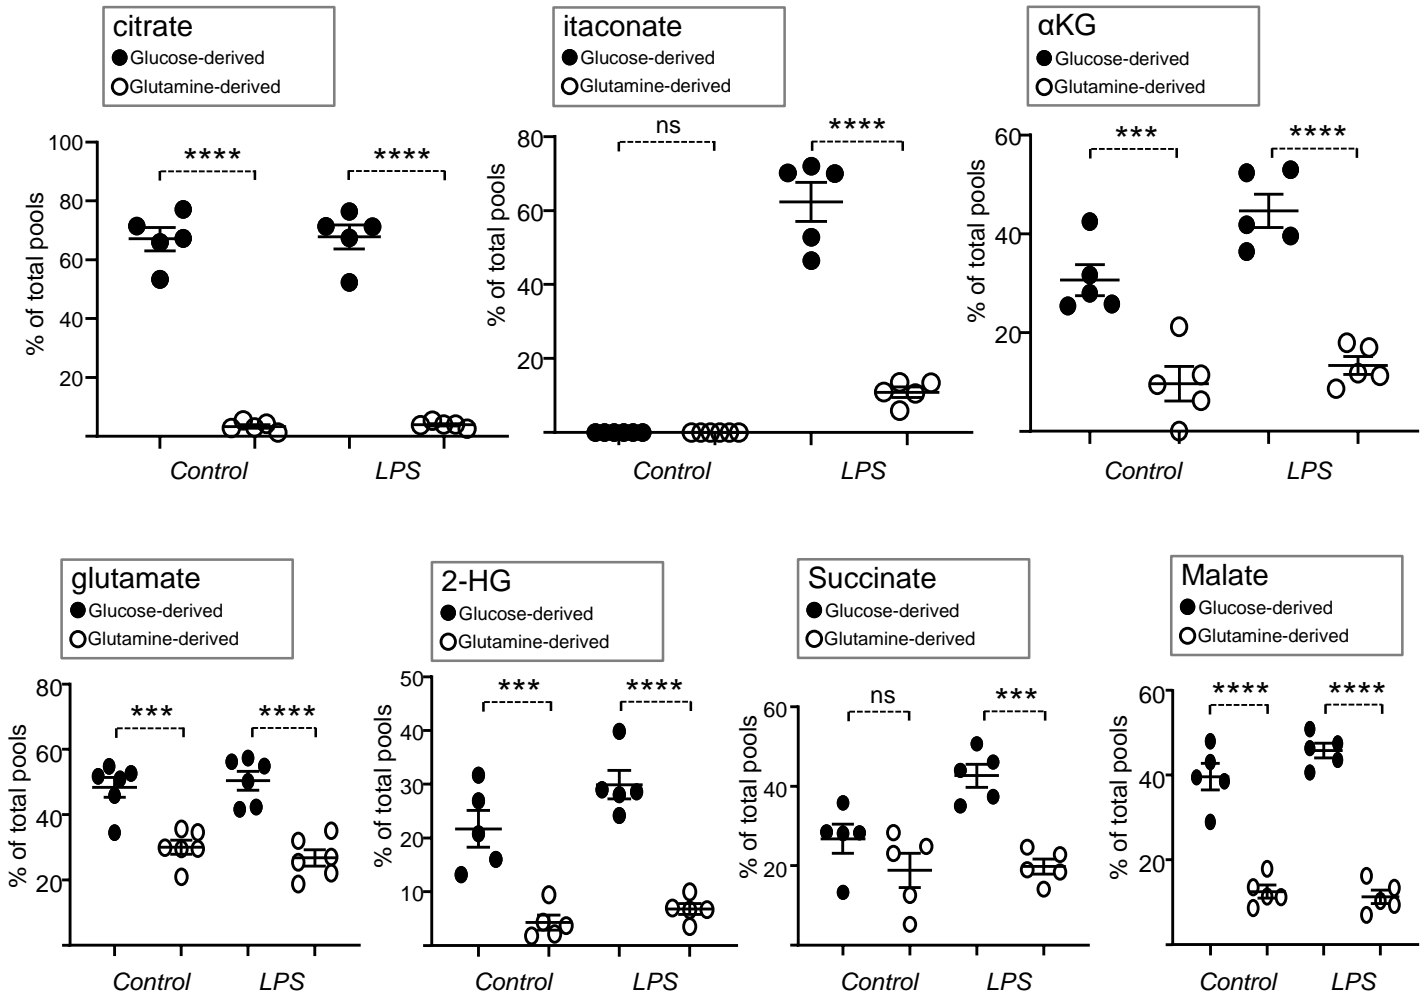 citrate
Glucose-derived
Glutamine-derived
% of total pools
100
80
60
40
20
****
****
Control
LPS
itaconate
Glucose-derived
Glutamine-derived
% of total pools
80
60
40
20
ns
****
Control
LPS
αKG
Glucose-derived
Glutamine-derived
% of total pools
60
40
20
***
****
Control
LPS
glutamate
Glucose-derived
Glutamine-derived
% of total pools
80
60
40
20
***
****
Control
LPS
2-HG
Glucose-derived
Glutamine-derived
% of total pools
50
40
30
20
10
***
****
Control
LPS
Succinate
Glucose-derived
Glutamine-derived
% of total pools
60
40
20
ns
***
Control
LPS
Malate
Glucose-derived
Glutamine-derived
% of total pools
60
40
20
****
****
Control
LPS